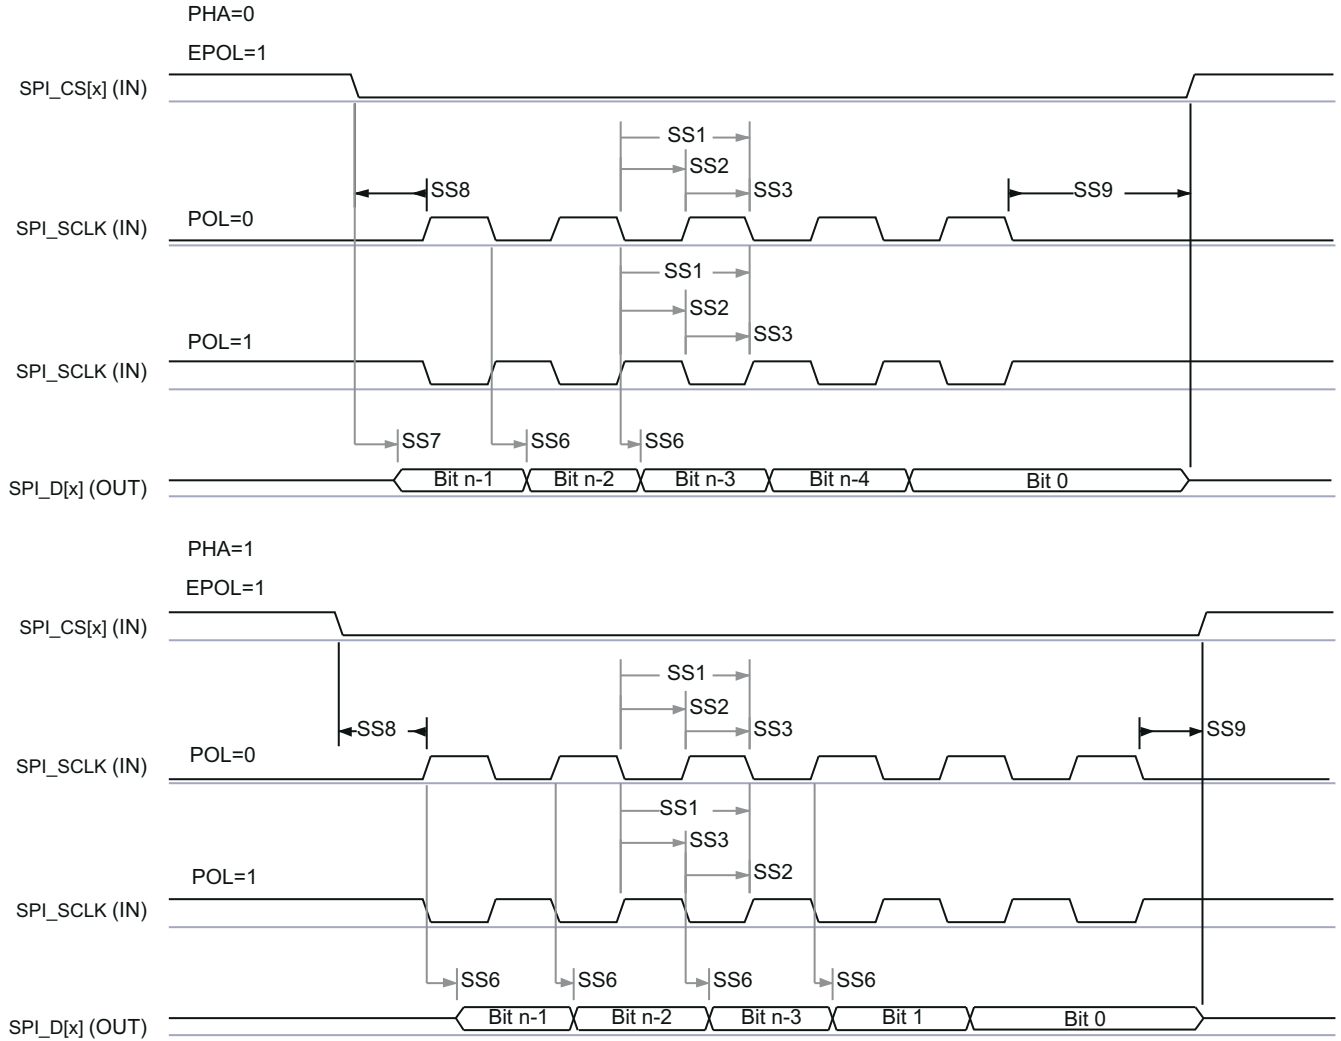 PHA=0
EPOL=1
SPI_CS[x] (IN)
SS1
SS2
SS8
SS3
SS9
POL=0
SPI_SCLK (IN)
SS1
SS2
SS3
POL=1
SPI_SCLK (IN)
SS7
SS6
SS6
SPI_D[x] (OUT)
Bit n-1
Bit n-2
Bit n-3
Bit n-4
Bit 0
PHA=1
EPOL=1
SPI_CS[x] (IN)
SS1
SS2
SS8
SS3
SS9
POL=0
SPI_SCLK (IN)
SS1
SS3
SS2
POL=1
SPI_SCLK (IN)
SS6
SS6
SS6
SS6
SPI_D[x] (OUT)
Bit n-1
Bit n-2
Bit n-3
Bit 1
Bit 0